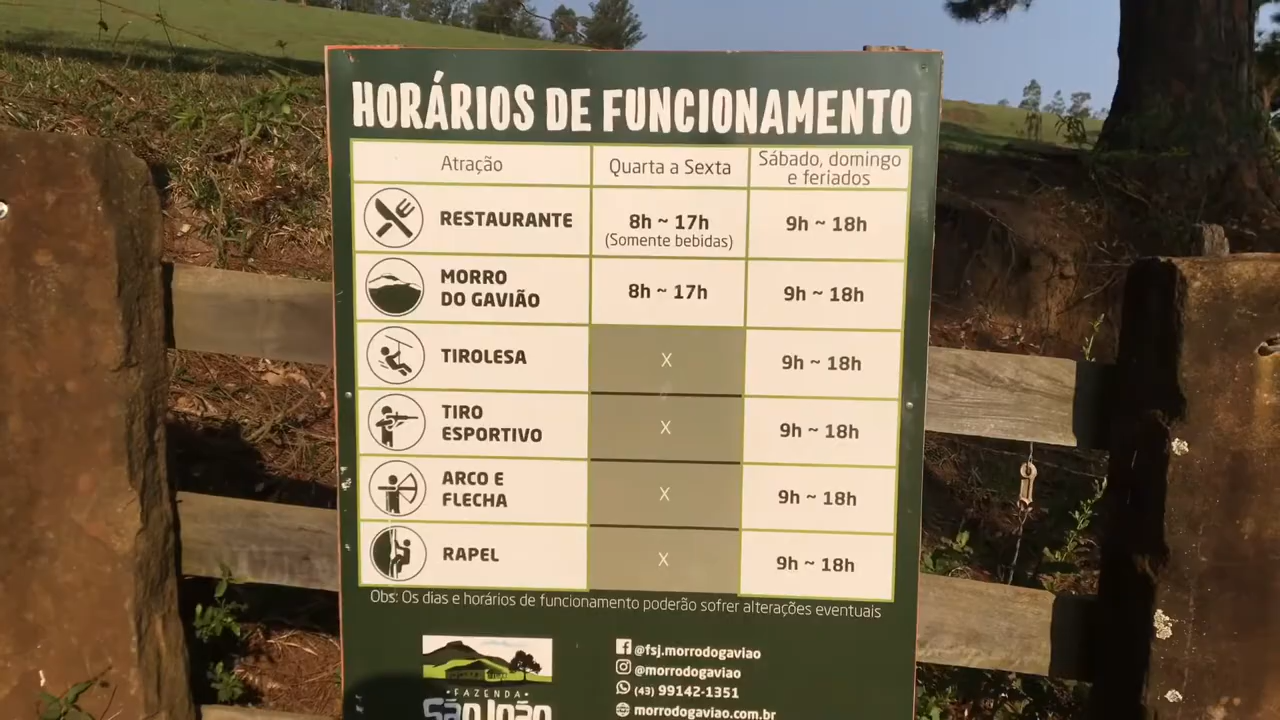 HORÁRIOS DE FUNCIONAMENTO
Atração
Quarta a Sexta
Sábado, domingo
e feriados
RESTAURANTE
8h ~ 17h
(Somente bebidas)
9h ~ 18h
MORRO
DO GAVIÃO
8h ~ 17h
9h ~ 18h
TIROLESA
X
9h ~ 18h
TIRO
ESPORTIVO
X
9h ~ 18h
ARCO E
FLECHA
X
9h ~ 18h
RAPEL
X
9h ~ 18h
Obs: Os dias e horários de funcionamento poderão sofrer alterações eventuais
•FAZENDA•
São João
@fsj.morrodogaviao
@morrodogaviao
(43) 99142-1351
morrodogaviao.com.br